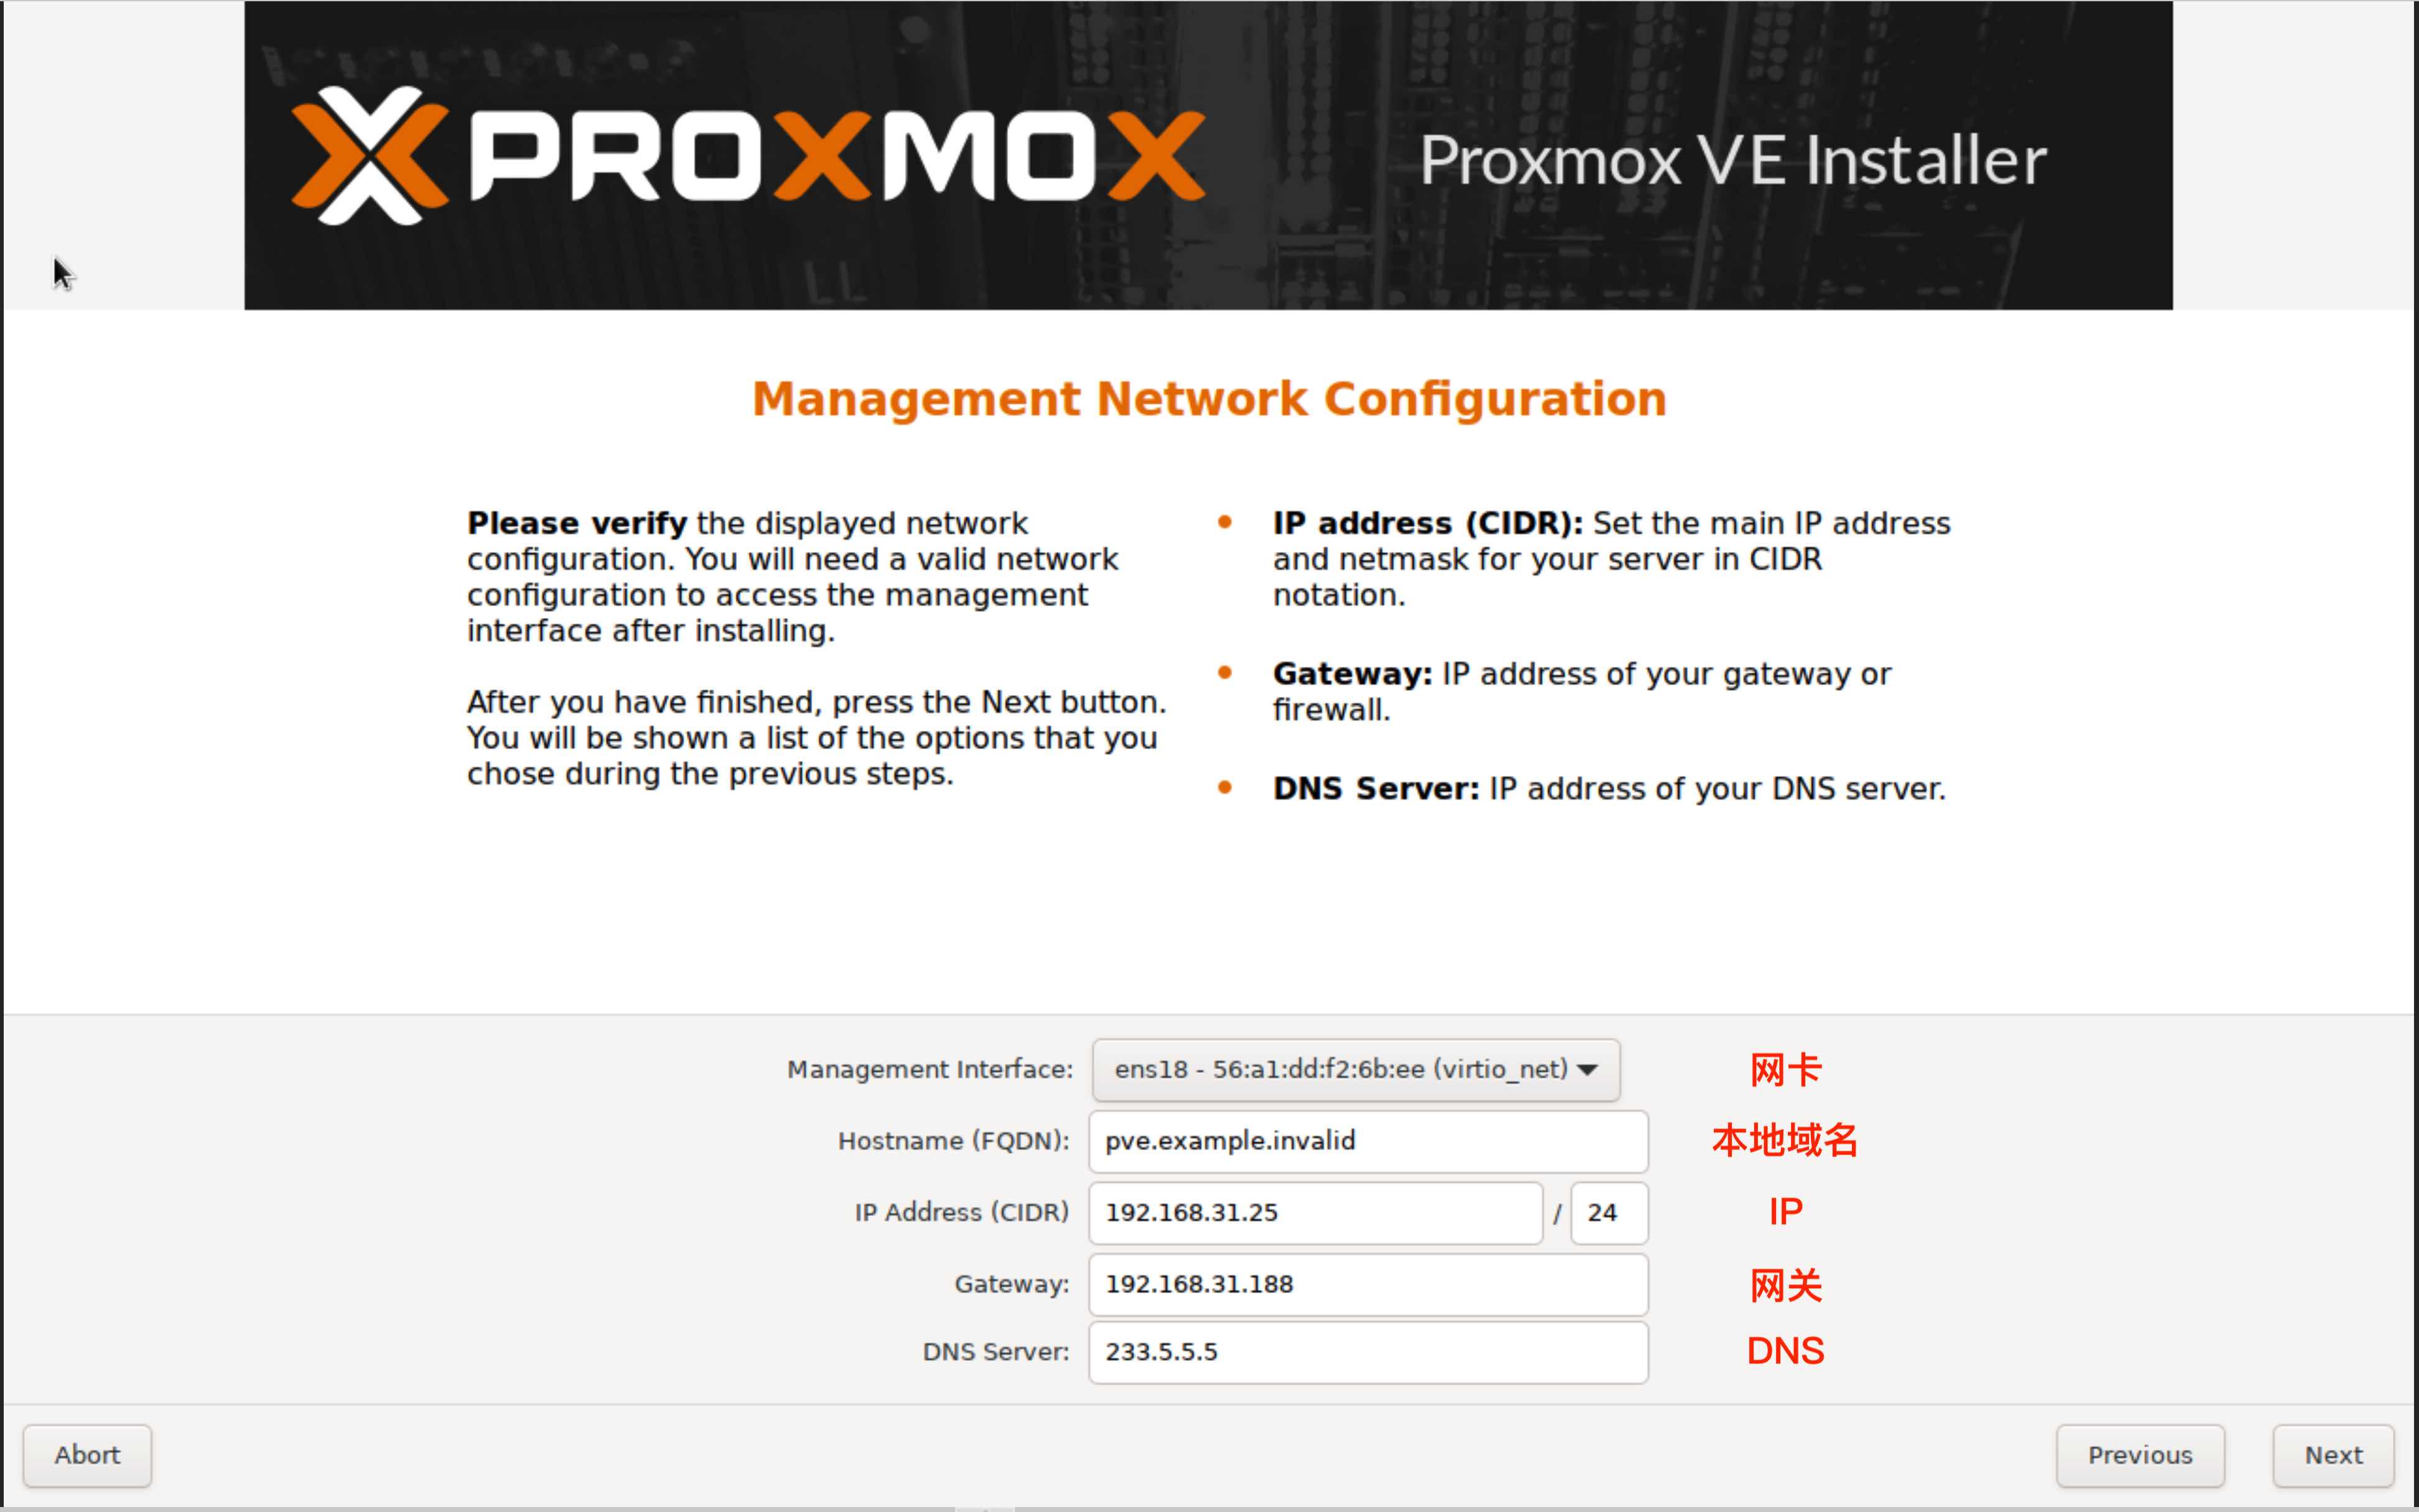 PROXMOX
Proxmox VE Installer
Management Network Configuration
Please verify the displayed network
configuration. You will need a valid network
configuration to access the management
interface after installing.
After you have finished, press the Next button.
You will be shown a list of the options that you
chose during the previous steps.
IP address (CIDR): Set the main IP address
and netmask for your server in CIDR
notation.
Gateway: IP address of your gateway or
firewall.
DNS Server: IP address of your DNS server.
Management Interface: ens18 - 56:a1:dd:f2:6b:ee (virtio_net) 网卡
Hostname (FQDN): pve.example.invalid 本地域名
IP Address (CIDR) 192.168.31.25 / 24 IP
Gateway: 192.168.31.188 网关
DNS Server: 233.5.5.5 DNS
Abort Previous Next